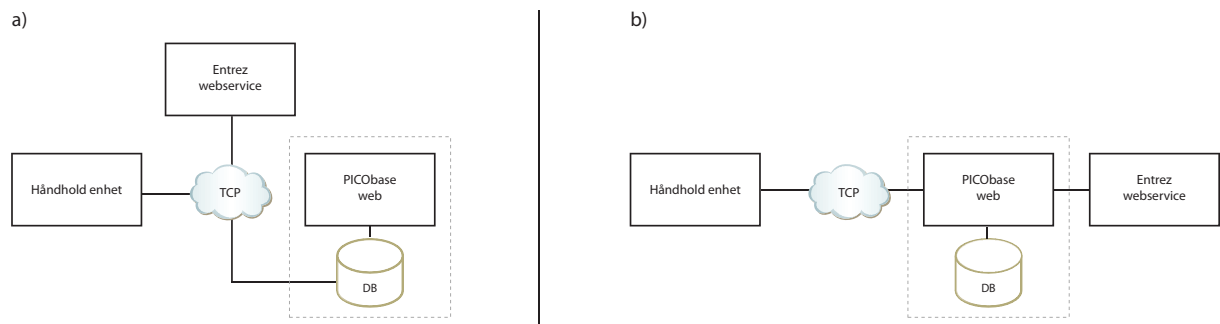 a)
Entrez
webservice
Håndhold enhet
TCP
PICObase
web
DB
b)
Håndhold enhet
TCP
PICObase
web
Entrez
webservice
DB